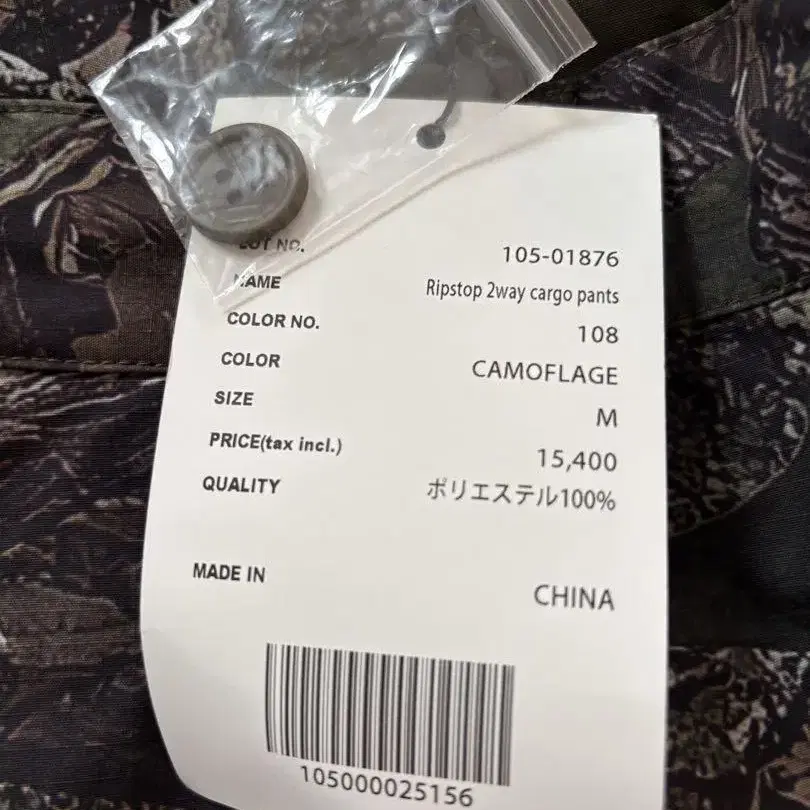 LOT NO. 105-01876
NAME Ripstop 2way cargo pants
COLOR NO. 108
COLOR CAMOFLAGE
SIZE M
PRICE(tax incl.) 15,400
QUALITY ポリエステル100%
MADE IN CHINA
105000025156